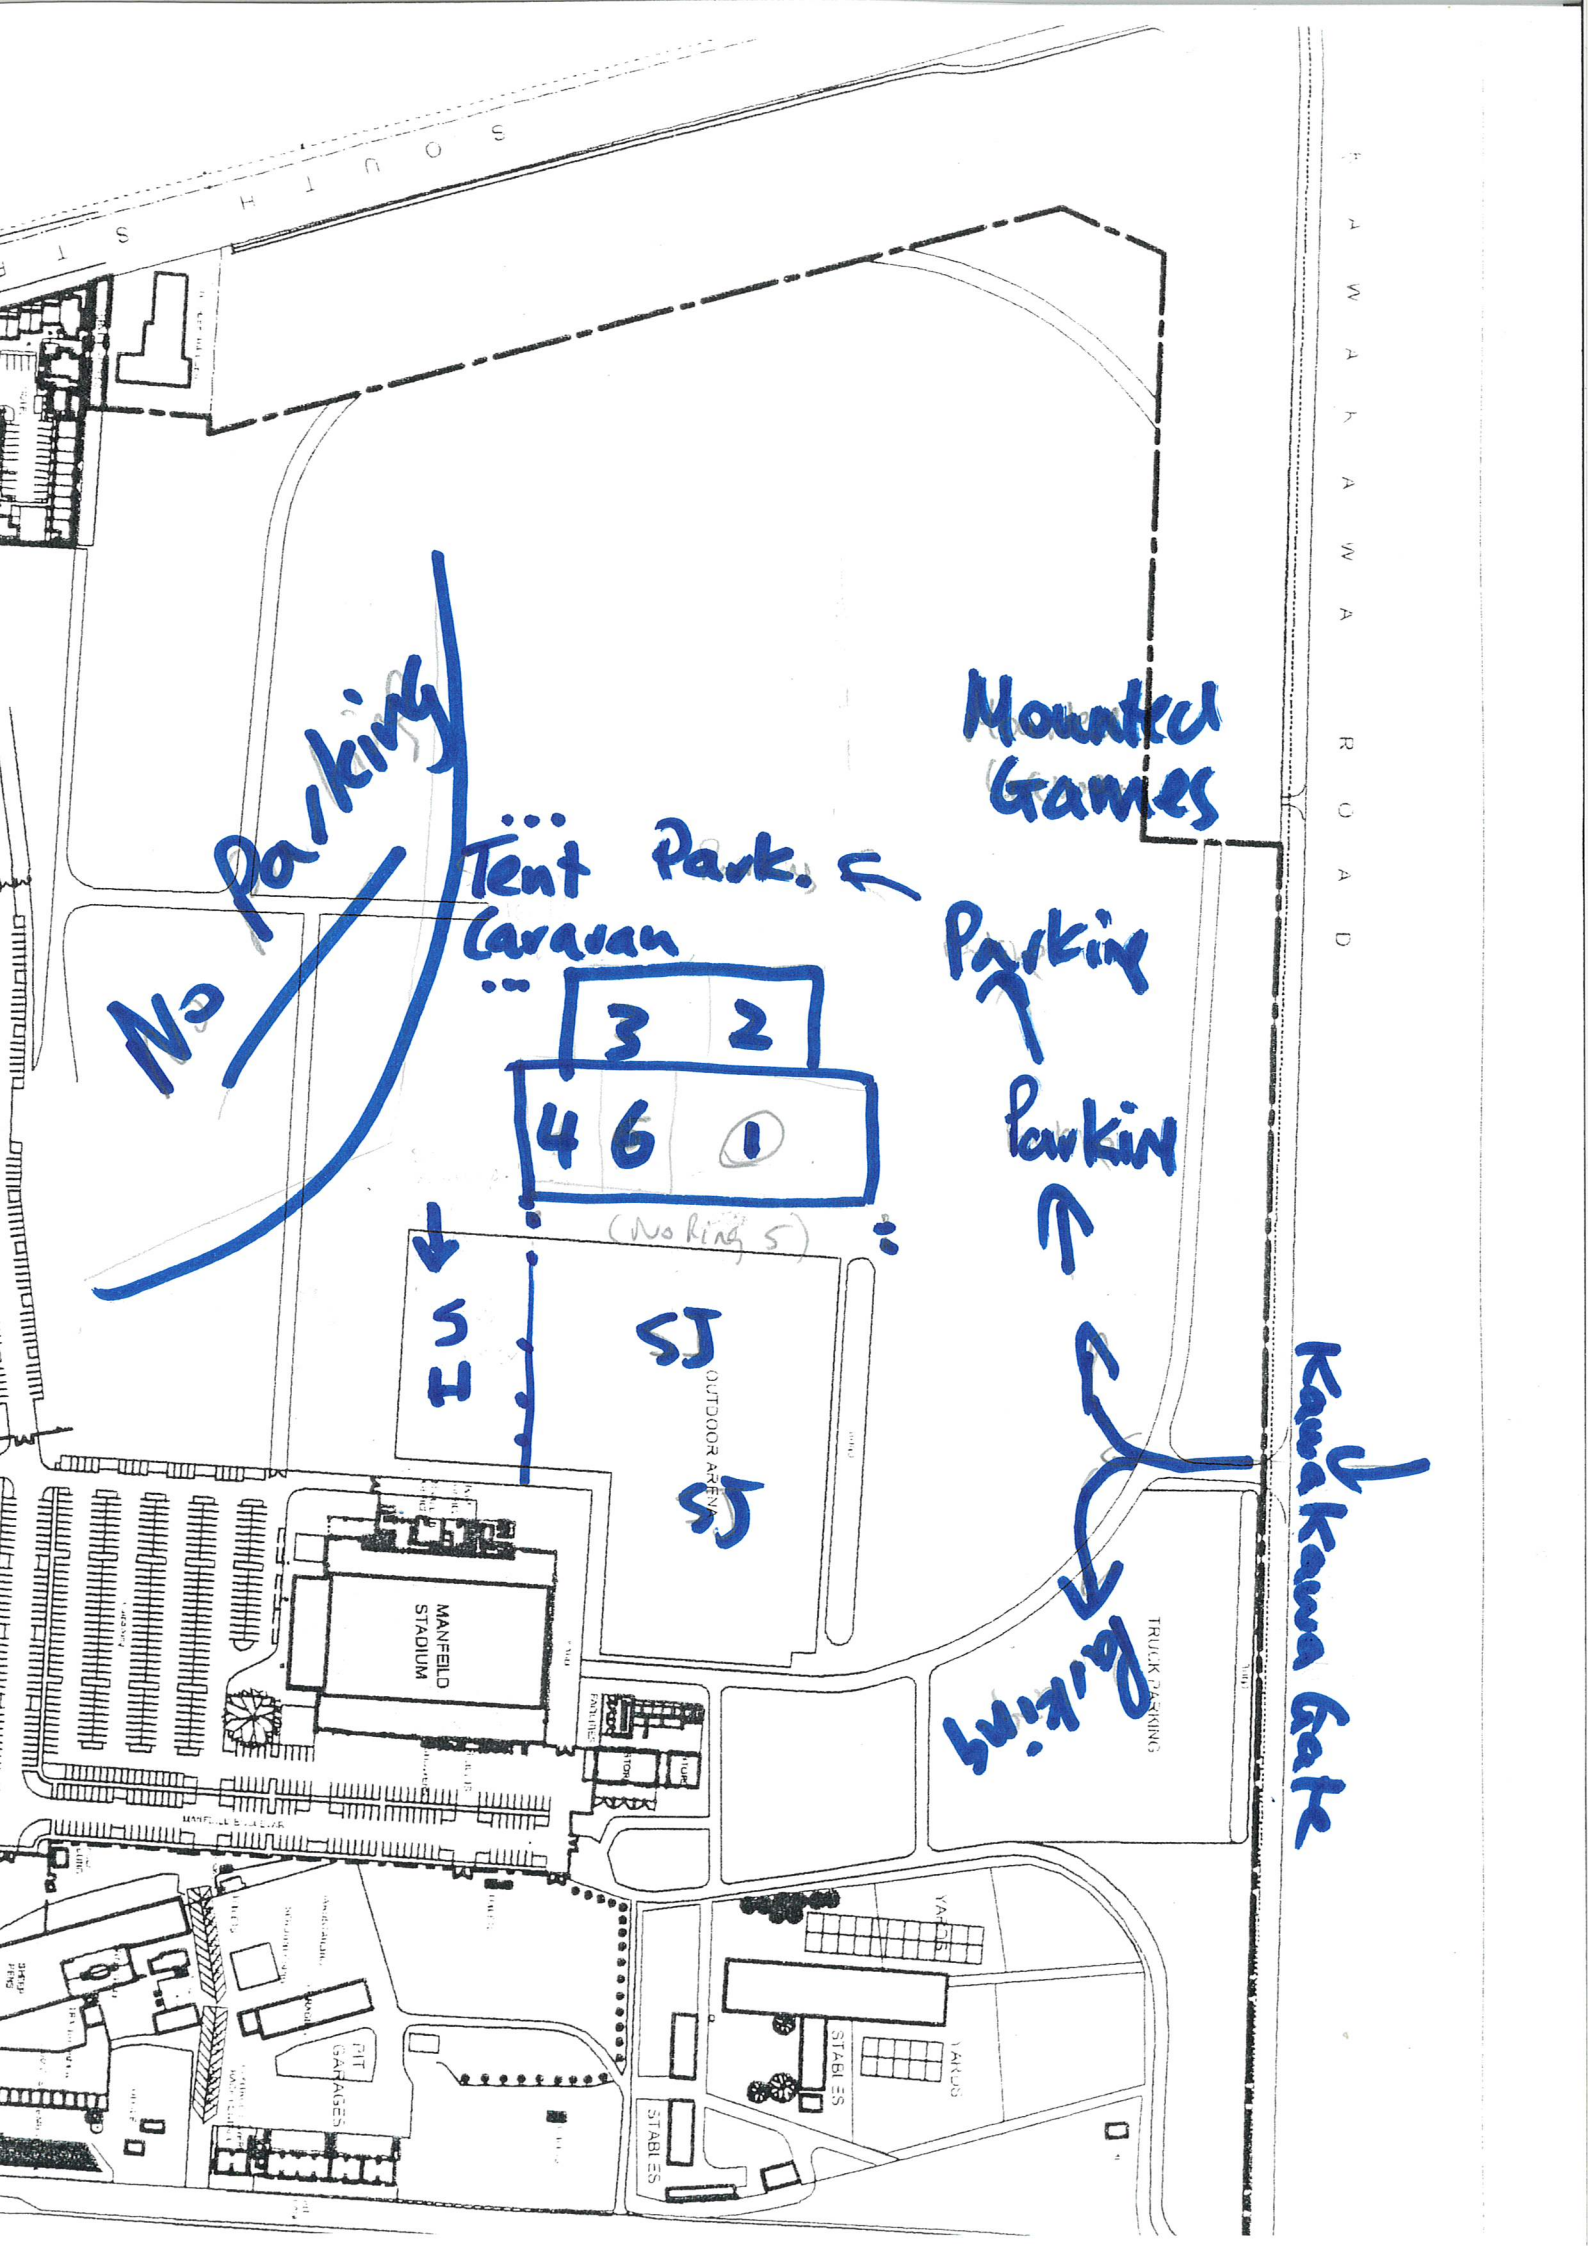 SOUTH ST
KAWAKAWA ROAD
Mounted
Games
No Parking
Tent Park.
Caravan
Parking
3 2
4 6 1
Parking
(No Ring 5)
SJ
SH
OUTDOOR ARENA
SJ
Kawakawa Gate
Parking
TRUCK PARKING
MANFEILD
STADIUM
FACILITIES
YARDS
STABLES
YARDS
PIT
GARAGES
STABLES